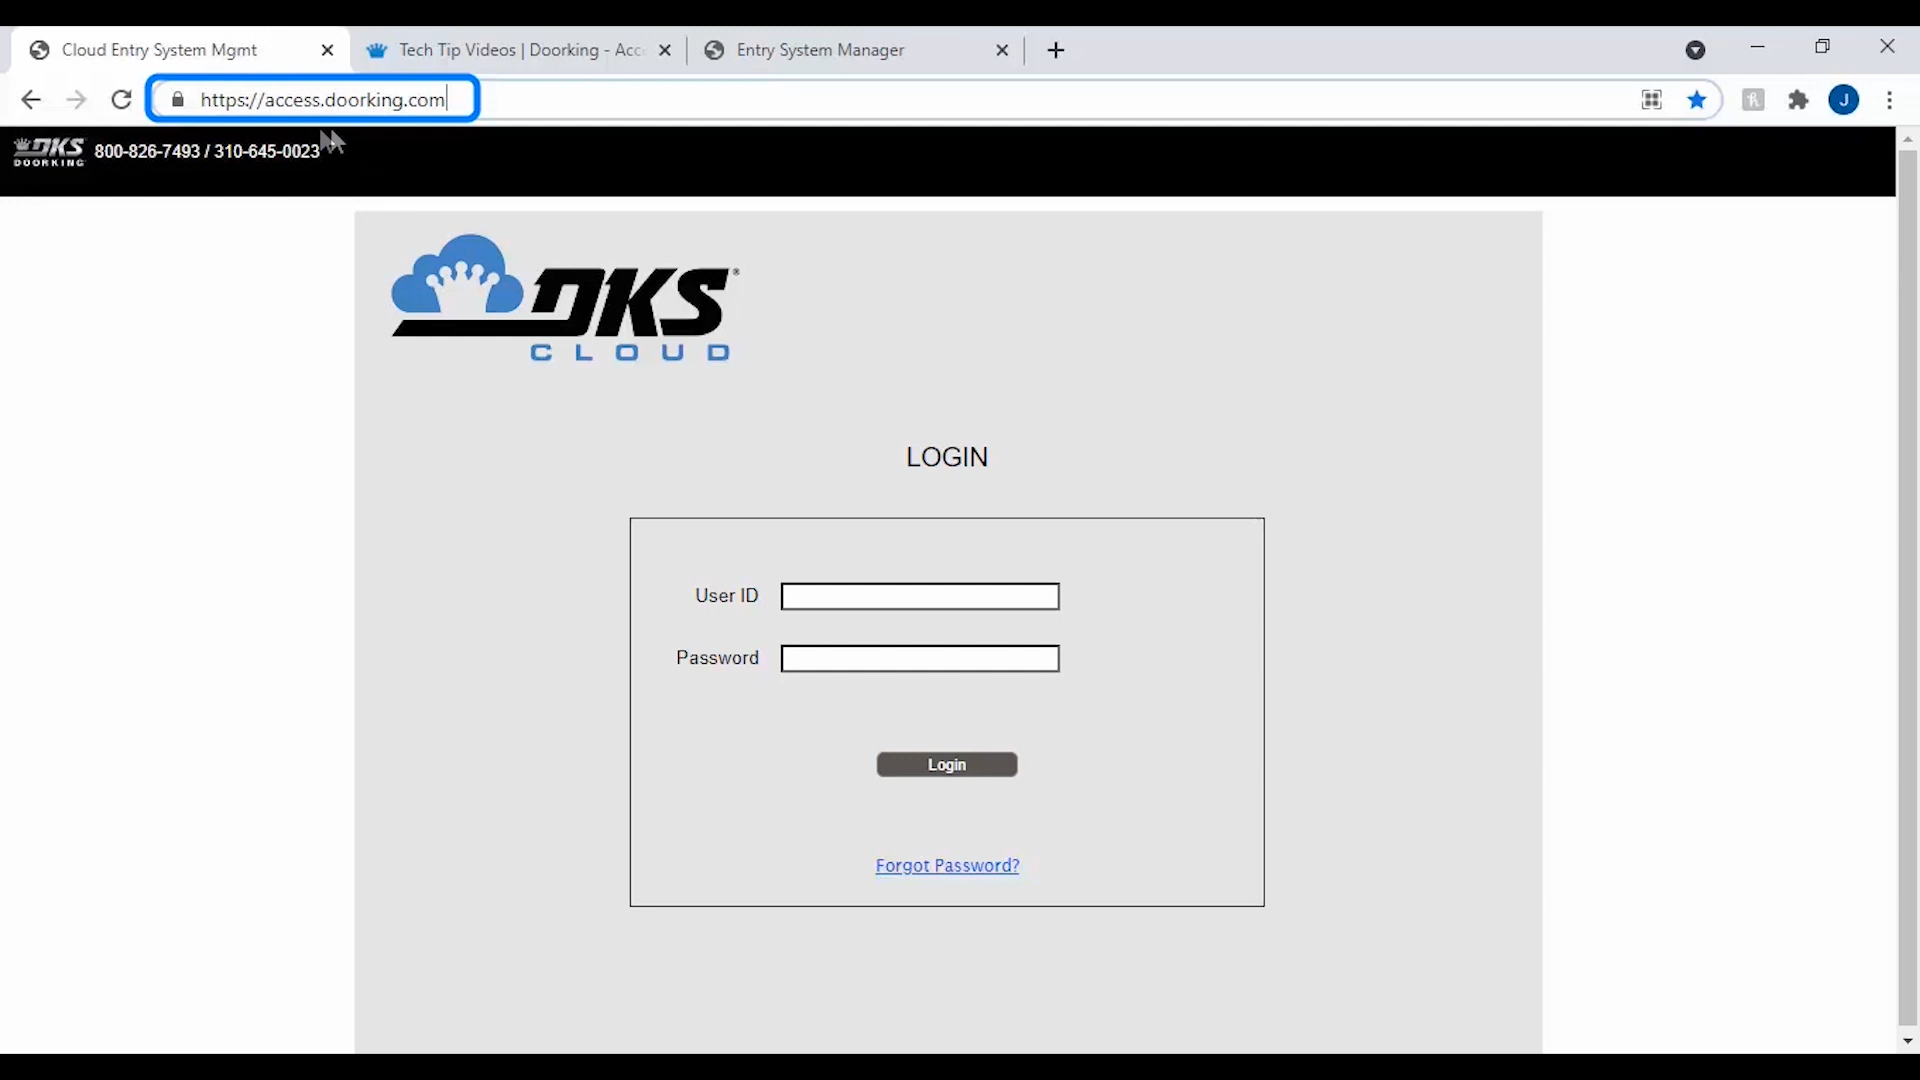 Cloud Entry System Mgmt
Tech Tip Videos | Doorking - Acc
Entry System Manager
https://access.doorking.com
J
DKS
DOORKING
800-826-7493 / 310-645-0023
DKS®
CLOUD
LOGIN
User ID
Password
Login
Forgot Password?